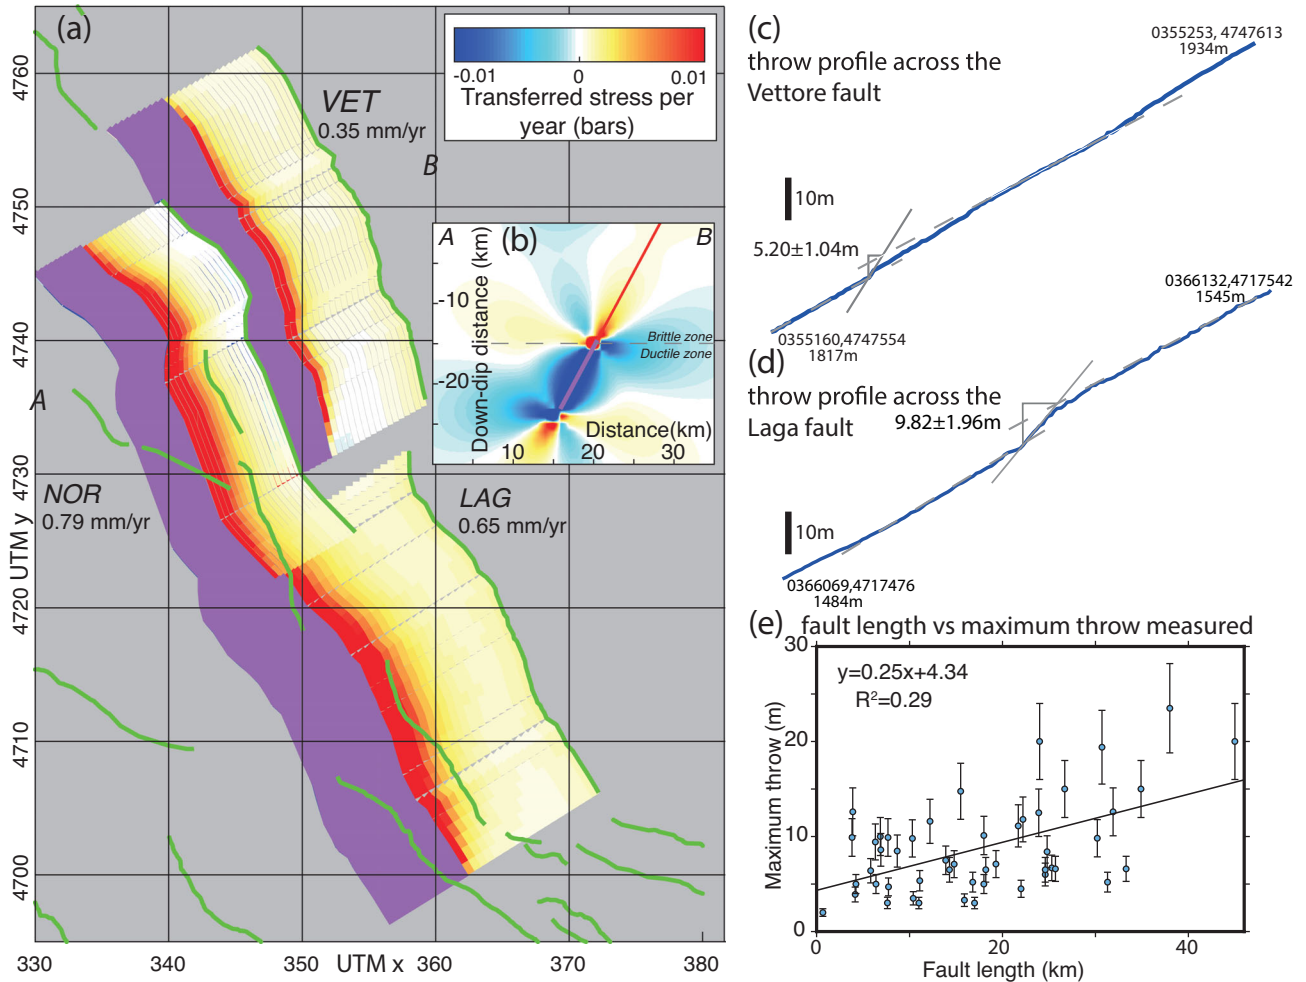 (a)
-0.01 0 0.01
Transferred stress per
year (bars)
VET
0.35 mm/yr
B
A
NOR
0.79 mm/yr
LAG
0.65 mm/yr
4760
4750
4740
4730
4720
4710
4700
UTM y
330 340 350 UTM x 360 370 380
A (b) B
Down-dip distance (km)
-10
-20
Brittle zone
Ductile zone
Distance(km)
10 20 30
(c)
throw profile across the
Vettore fault
0355253, 4747613
1934m
10m
5.20±1.04m
0355160,4747554
1817m
(d)
throw profile across the
Laga fault
0366132,4717542
1545m
9.82±1.96m
10m
0366069,4717476
1484m
(e) fault length vs maximum throw measured
y=0.25x+4.34
R²=0.29
Maximum throw (m)
30
20
10
0
0 20 40
Fault length (km)